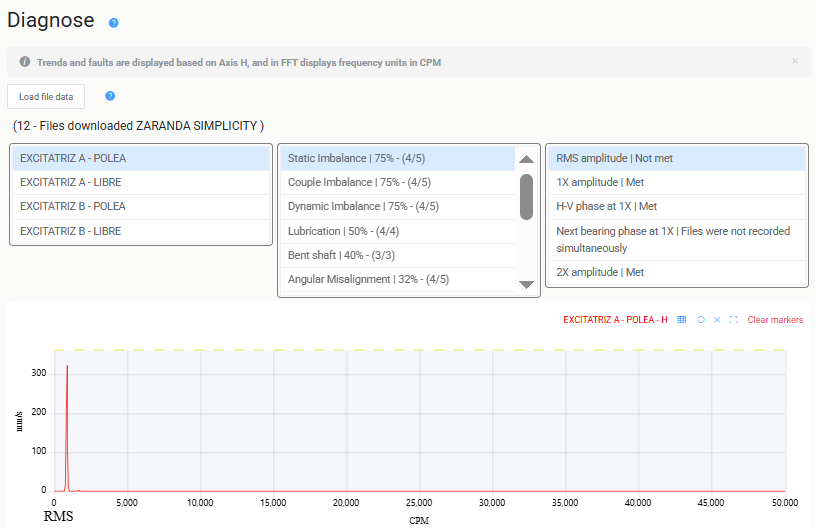 Diagnose
Trends and faults are displayed based on Axis H, and in FFT displays frequency units in CPM
Load file data
(12 - Files downloaded ZARANDA SIMPLICITY )
EXCITATRIZ A - POLEA
EXCITATRIZ A - LIBRE
EXCITATRIZ B - POLEA
EXCITATRIZ B - LIBRE
Static Imbalance | 75% - (4/5)
Couple Imbalance | 75% - (4/5)
Dynamic Imbalance | 75% - (4/5)
Lubrication | 50% - (4/4)
Bent shaft | 40% - (3/3)
Angular Misalignment | 32% - (4/5)
RMS amplitude | Not met
1X amplitude | Met
H-V phase at 1X | Met
Next bearing phase at 1X | Files were not recorded
simultaneously
2X amplitude | Met
EXCITATRIZ A - POLEA - H
Clear markers
300
200
100
0
mm/s
0 5,000 10,000 15,000 20,000 25,000 30,000 35,000 40,000 45,000 50,000
RMS
CPM